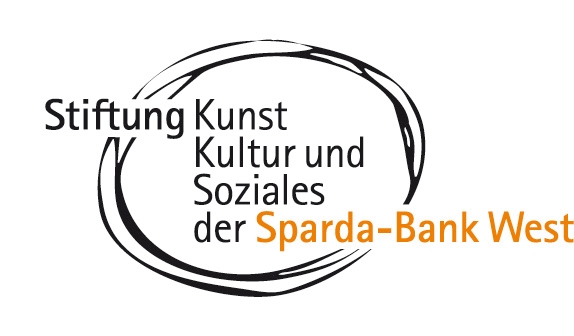 Stiftung Kunst
Kultur und
Soziales
der Sparda-Bank West